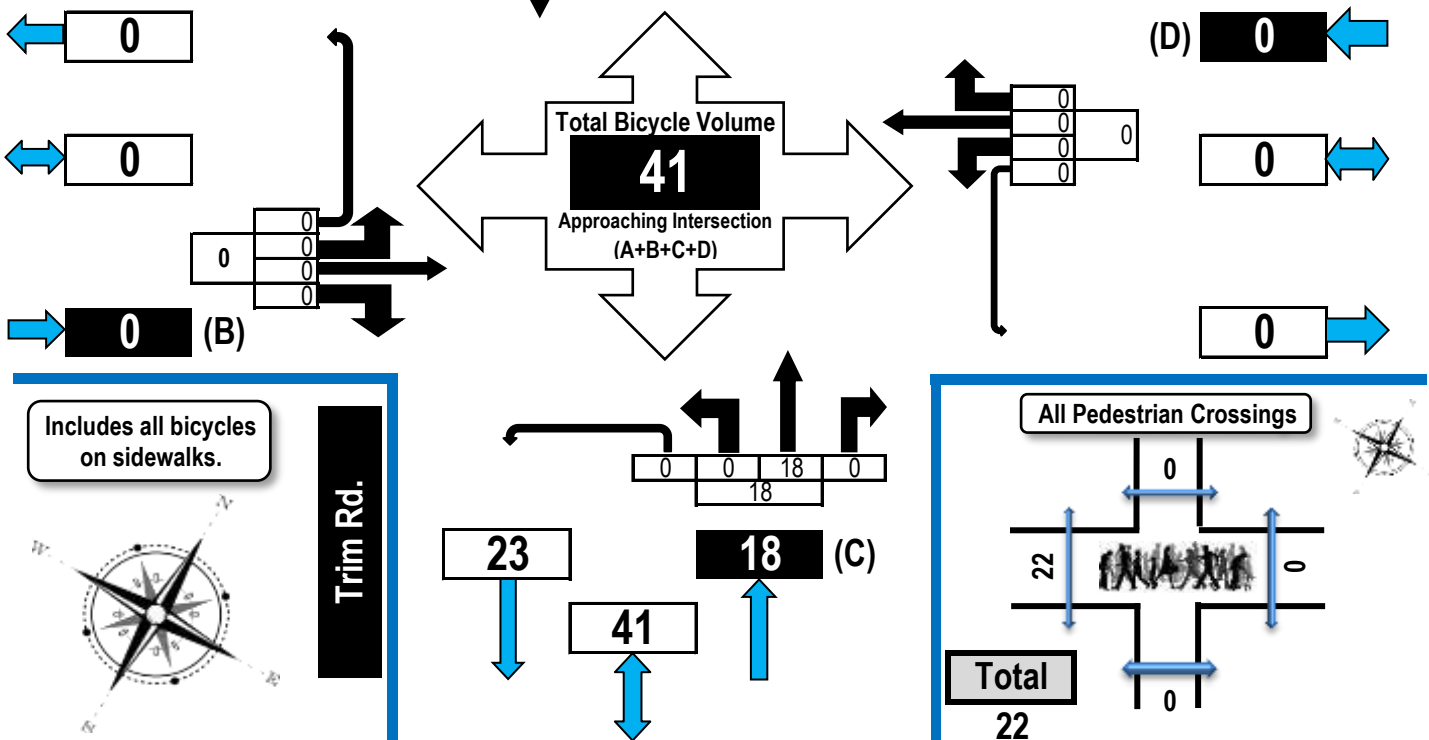 0
(D) 0
Total Bicycle Volume
41
Approaching Intersection
(A+B+C+D)
0
0
0
0
0
0
0
0
0
0
0
0
0
0 (B)
0
Includes all bicycles
on sidewalks.
N
W
E
S
Trim Rd.
0 0 18 0
18
23
18 (C)
41
All Pedestrian Crossings
0
22
0
0
Total
22